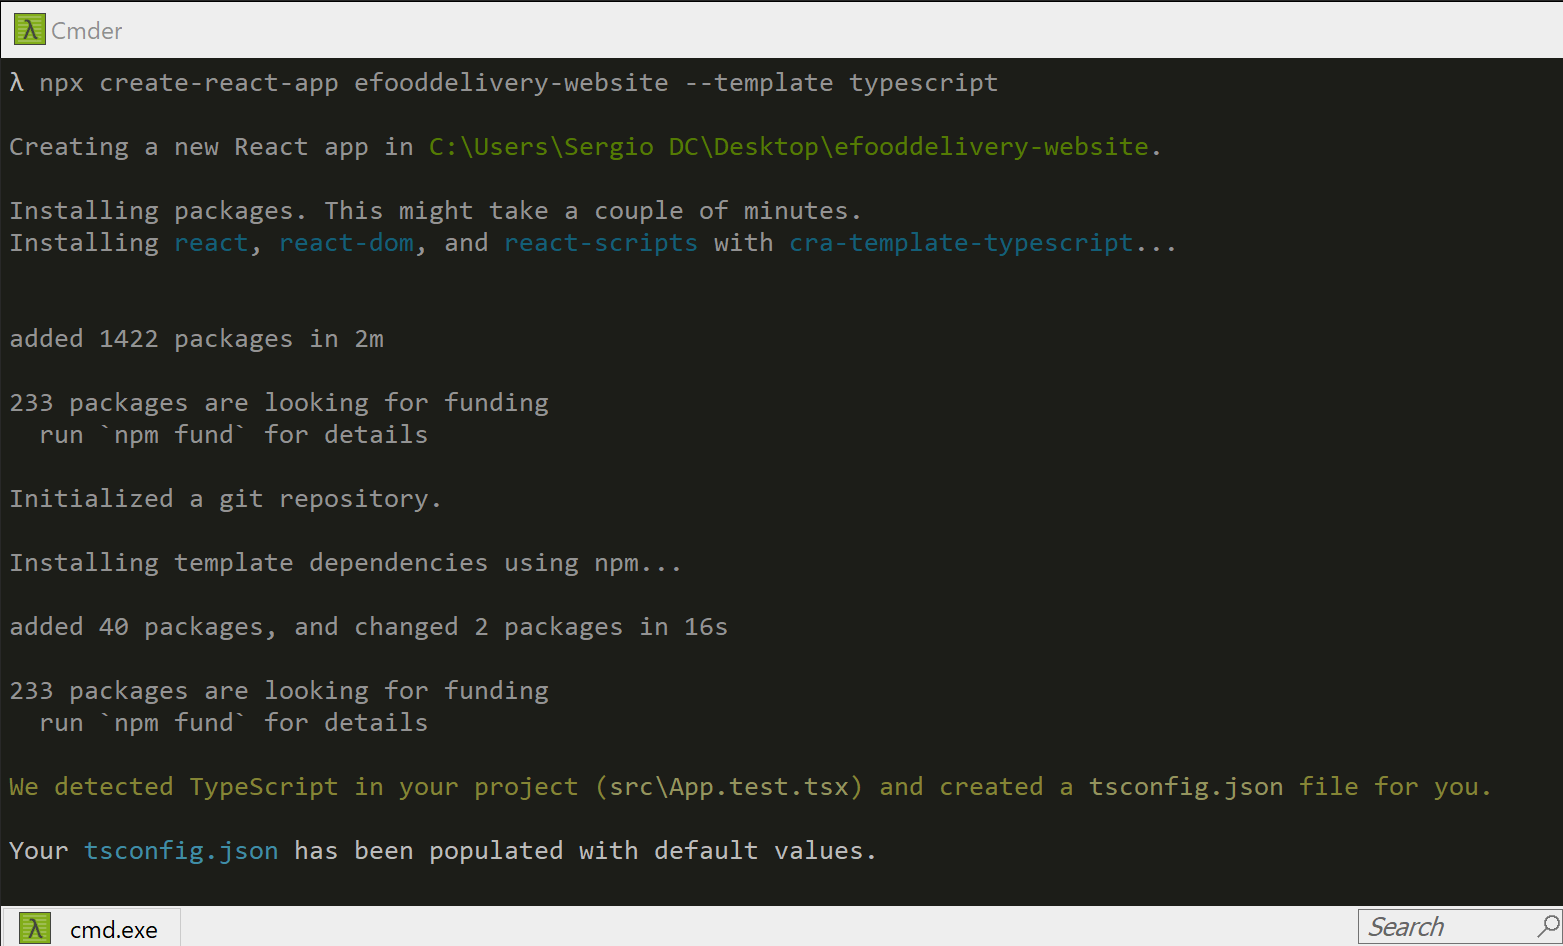 Cmder
λ npx create-react-app efooddelivery-website --template typescript
Creating a new React app in C:\Users\Sergio DC\Desktop\efooddelivery-website.
Installing packages. This might take a couple of minutes.
Installing react, react-dom, and react-scripts with cra-template-typescript...
added 1422 packages in 2m
233 packages are looking for funding
  run `npm fund` for details
Initialized a git repository.
Installing template dependencies using npm...
added 40 packages, and changed 2 packages in 16s
233 packages are looking for funding
  run `npm fund` for details
We detected TypeScript in your project (src\App.test.tsx) and created a tsconfig.json file for you.
Your tsconfig.json has been populated with default values.
cmd.exe
Search